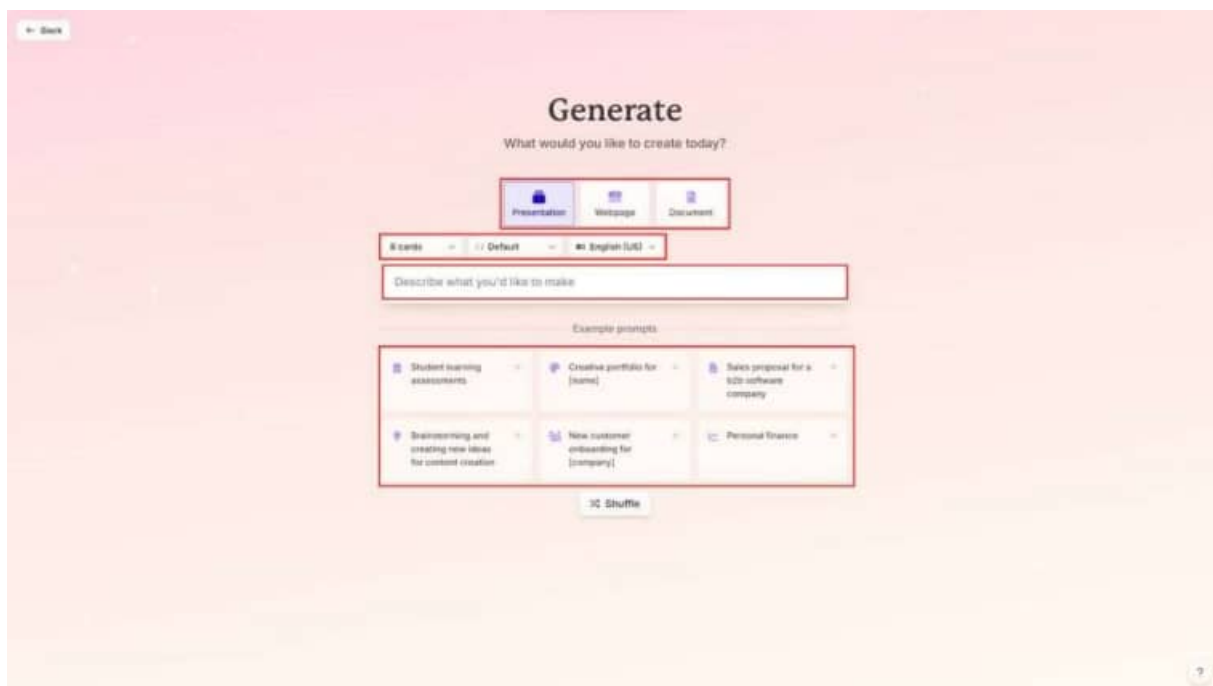 ← Back
Generate
What would you like to create today?
Presentation
Webpage
Document
8 cards
Default
English (US)
Describe what you'd like to make
Example prompts
Student learning
assessments
Creative portfolio for
[name]
Sales proposal for a
b2b software
company
Brainstorming and
creating new ideas
for content creation
New customer
onboarding for
[company]
Personal finance
Shuffle
?